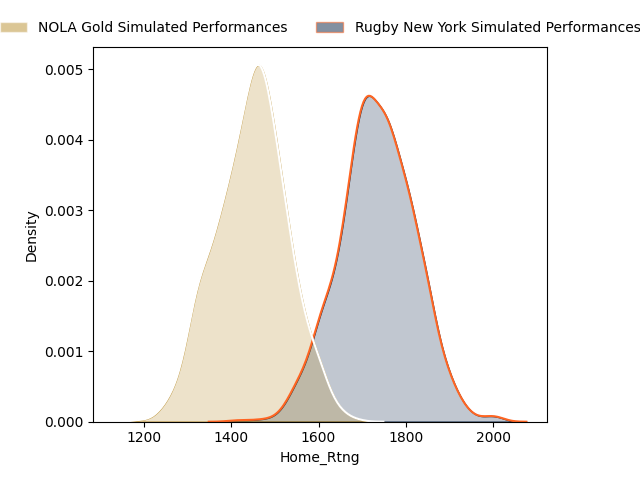 NOLA Gold Simulated Performances Rugby New York Simulated Performances
0.005
0.004
0.003
0.002
0.001
0.000
Density
1200 1400 1600 1800 2000
Home_Rtng